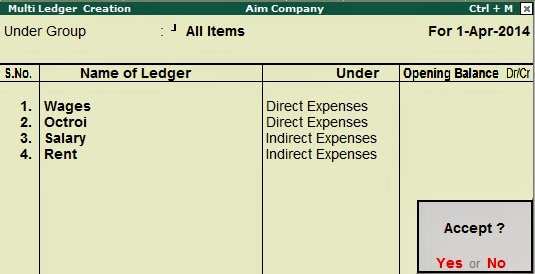 Multi Ledger Creation Aim Company Ctrl + M
Under Group : ┘ All Items For 1-Apr-2014
S.No. Name of Ledger Under Opening Balance Dr/Cr
1. Wages Direct Expenses
2. Octroi Direct Expenses
3. Salary Indirect Expenses
4. Rent Indirect Expenses
Accept ?
Yes or No